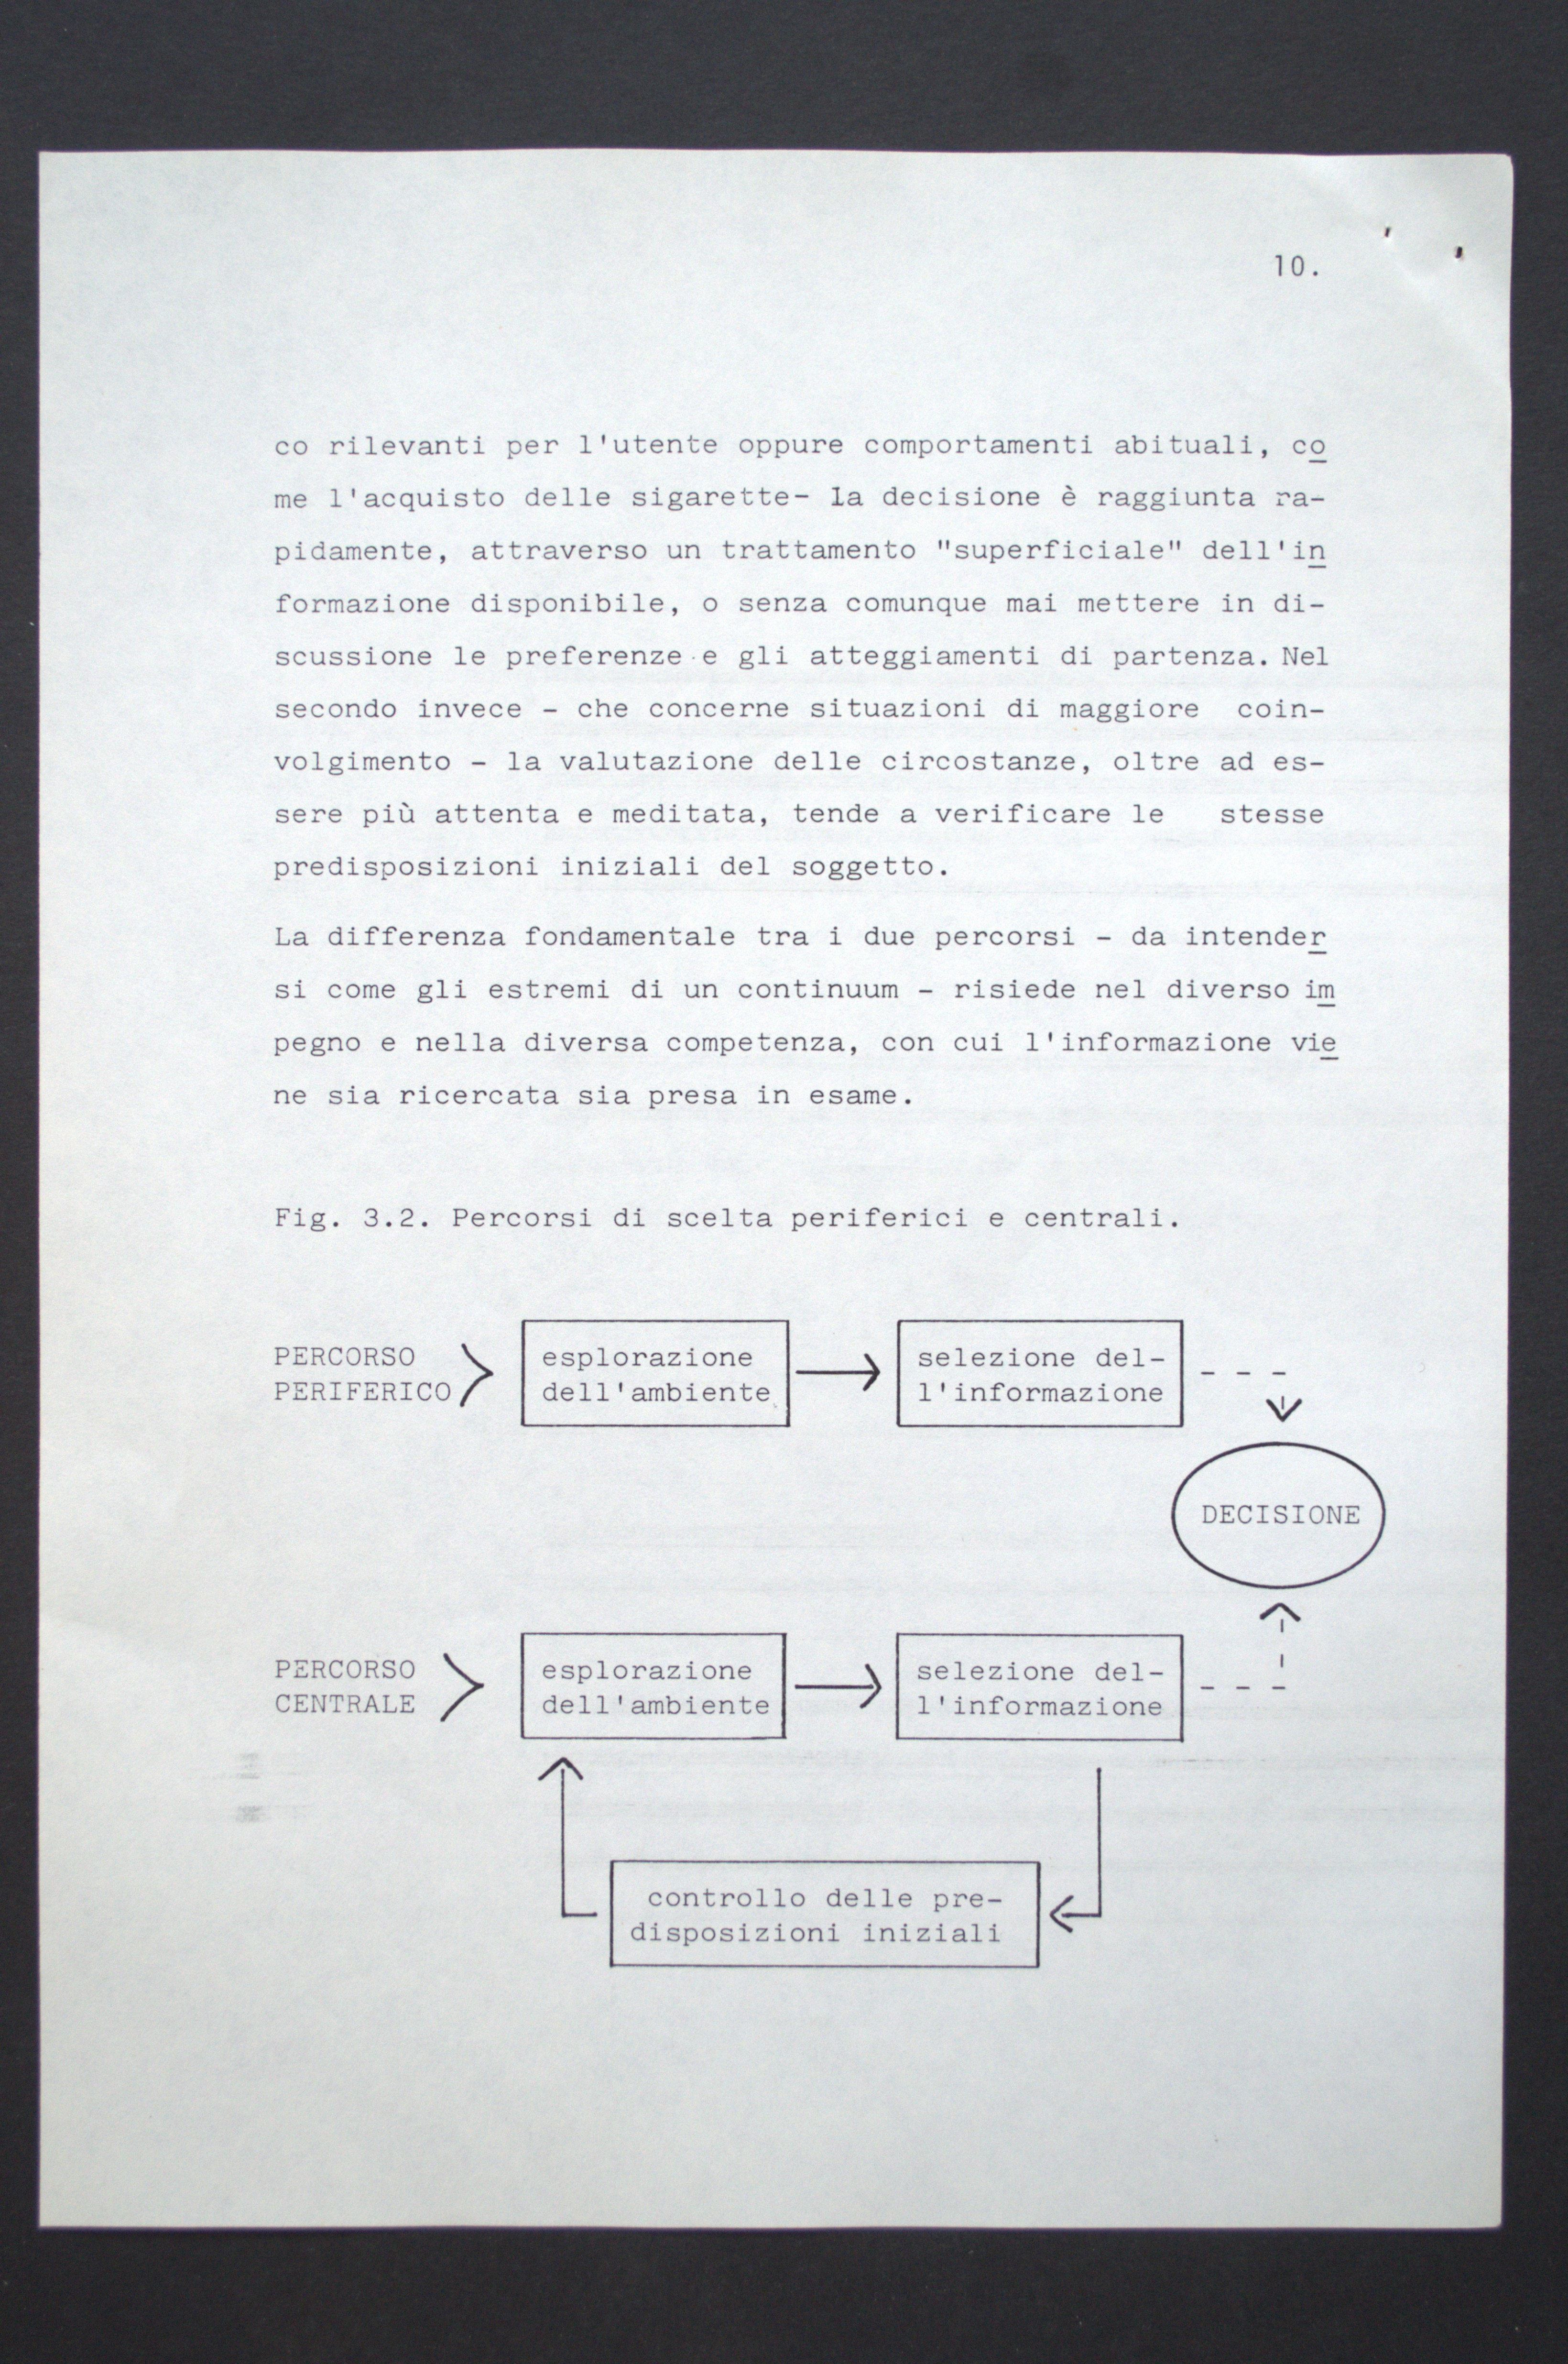 10.
co rilevanti per l'utente oppure comportamenti abituali, co
me l'acquisto delle sigarette- la decisione è raggiunta ra-
pidamente, attraverso un trattamento "superficiale" dell'in
formazione disponibile, o senza comunque mai mettere in di-
scussione le preferenze e gli atteggiamenti di partenza. Nel
secondo invece - che concerne situazioni di maggiore coin-
volgimento - la valutazione delle circostanze, oltre ad es-
sere più attenta e meditata, tende a verificare le stesse
predisposizioni iniziali del soggetto.
La differenza fondamentale tra i due percorsi - da intender
si come gli estremi di un continuum - risiede nel diverso im
pegno e nella diversa competenza, con cui l'informazione vie
ne sia ricercata sia presa in esame.
Fig. 3.2. Percorsi di scelta periferici e centrali.
PERCORSO
PERIFERICO
esplorazione
dell'ambiente
selezione del-
l'informazione
DECISIONE
PERCORSO
CENTRALE
esplorazione
dell'ambiente
selezione del-
l'informazione
controllo delle pre-
disposizioni iniziali